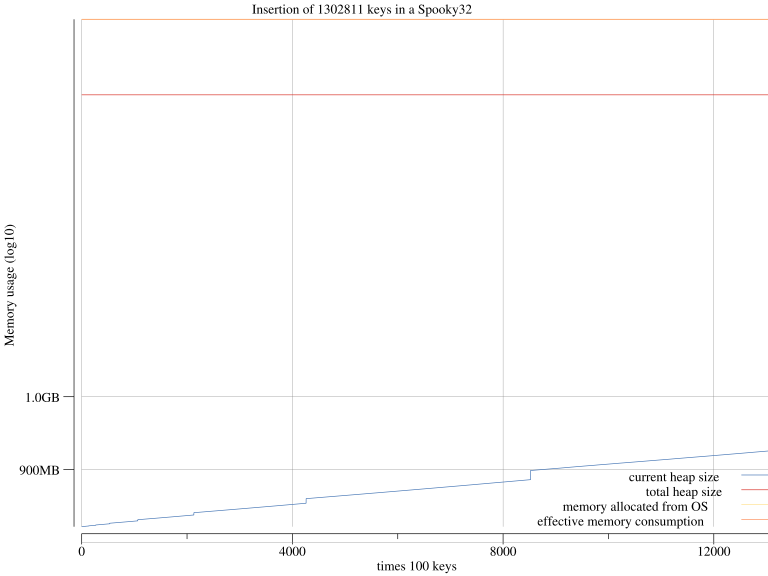 Insertion of 1302811 keys in a Spooky32
Memory usage (log10)
1.0GB
900MB
current heap size
total heap size
memory allocated from OS
effective memory consumption
0 4000 8000 12000
times 100 keys